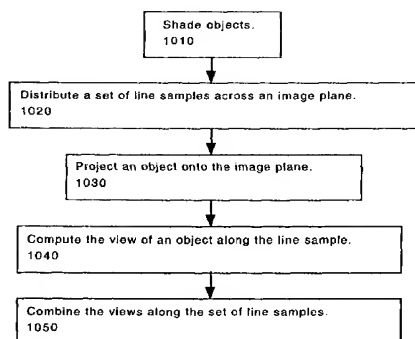 Shade objects.
1010
Distribute a set of line samples across an image plane.
1020
Project an object onto the image plane.
1030
Compute the view of an object along the line sample.
1040
Combine the views along the set of line samples.
1050